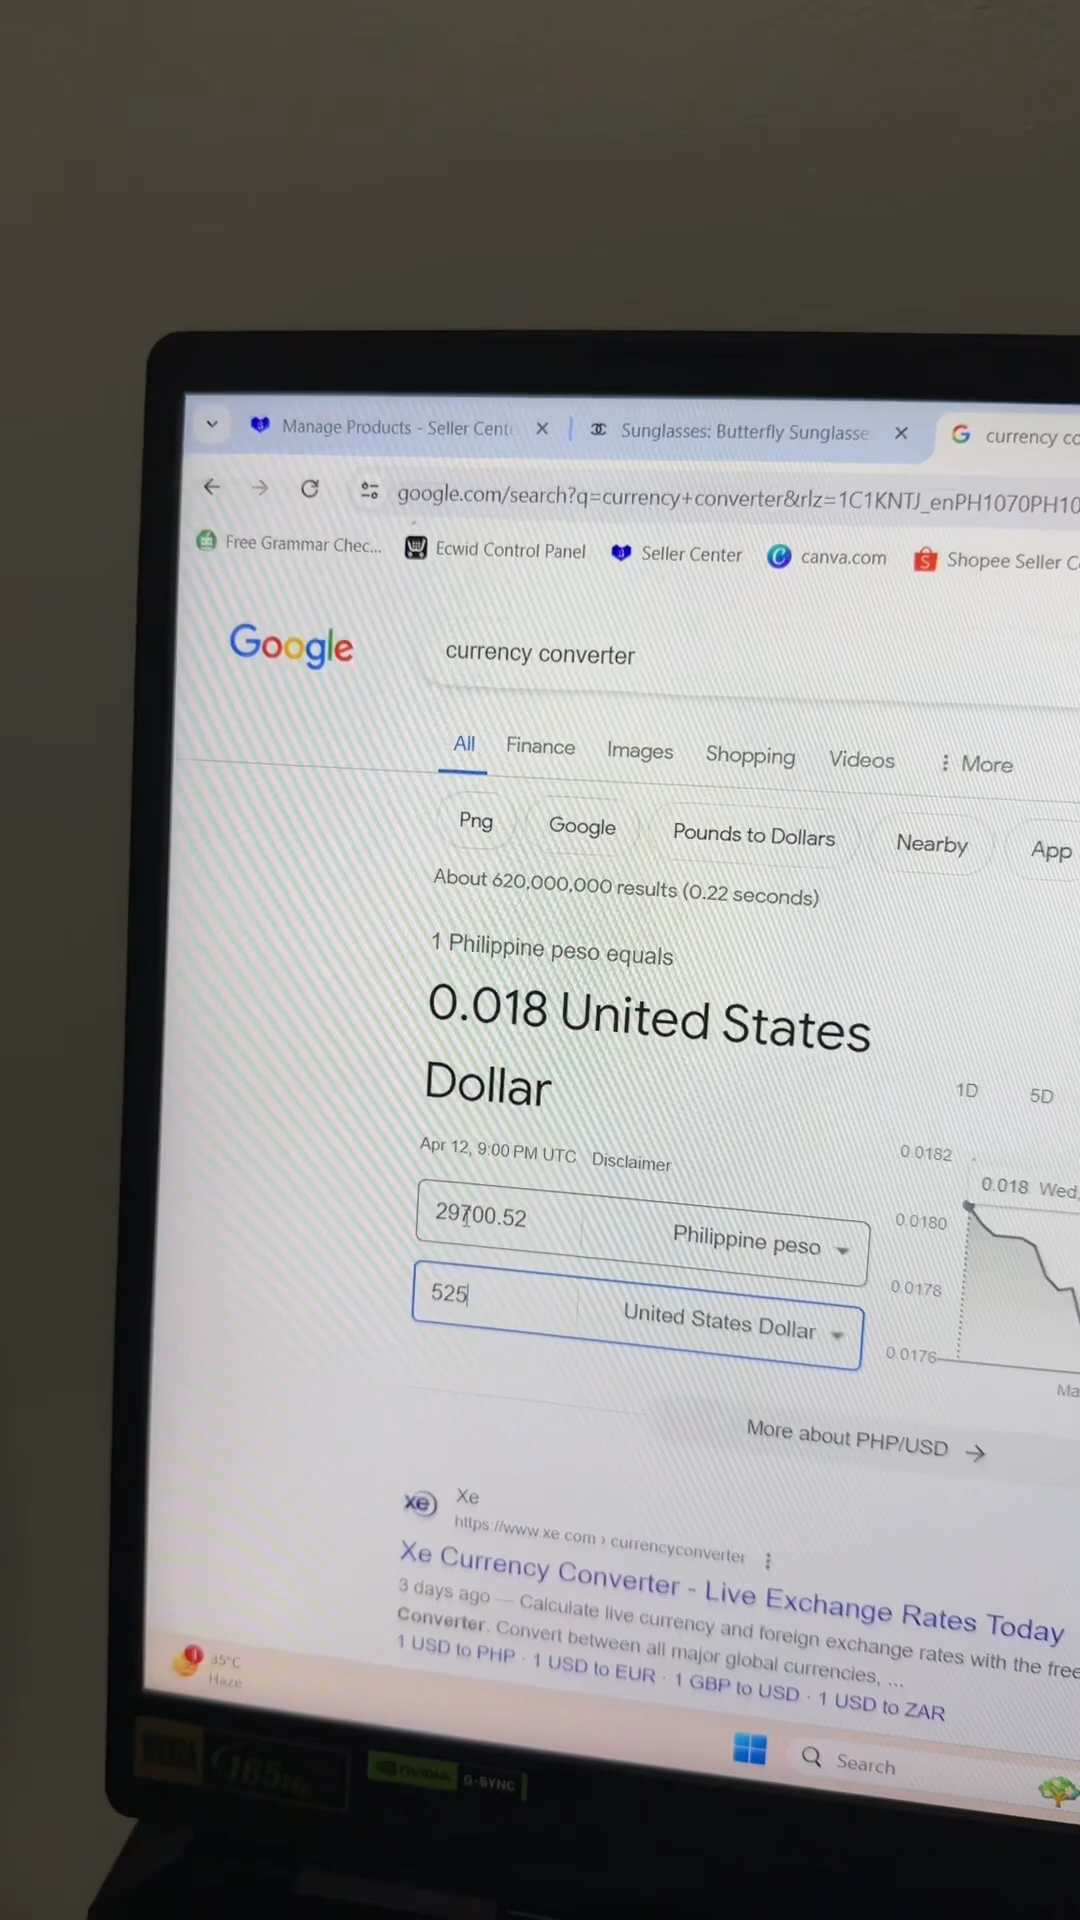 Manage Products - Seller Cent
Sunglasses: Butterfly Sunglasse
currency co
google.com/search?q=currency+converter&rlz=1C1KNTJ_enPH1070PH10
Free Grammar Chec...
Ecwid Control Panel
Seller Center
canva.com
Shopee Seller C
Google
currency converter
All
Finance
Images
Shopping
Videos
More
Png
Google
Pounds to Dollars
Nearby
App
About 620,000,000 results (0.22 seconds)
1 Philippine peso equals
0.018 United States
Dollar
1D
5D
Apr 12, 9:00 PM UTC Disclaimer
0.0182
0.018 Wed,
29700.52
Philippine peso
0.0180
525
United States Dollar
0.0178
0.0176
Ma
More about PHP/USD
xe
Xe
https://www.xe.com › currencyconverter
Xe Currency Converter - Live Exchange Rates Today
3 days ago — Calculate live currency and foreign exchange rates with the free
Converter. Convert between all major global currencies, ...
1 USD to PHP · 1 USD to EUR · 1 GBP to USD · 1 USD to ZAR
1
35°C
Haze
Search
165Hz
NVIDIA
G-SYNC